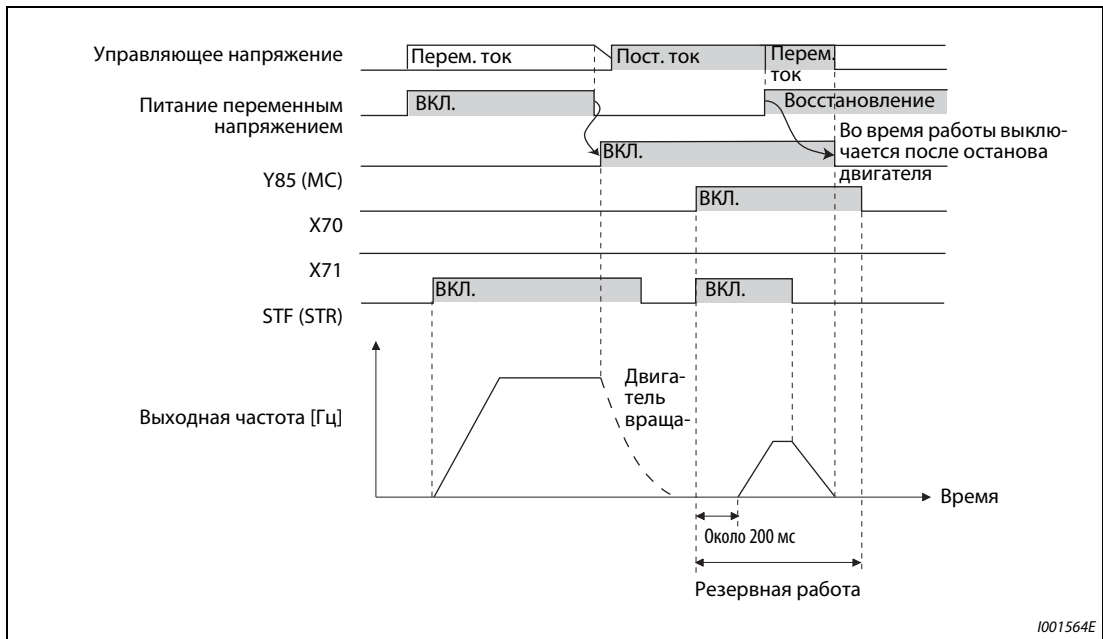 Управляющее напряжение
Перем. ток
Пост. ток
Перем.
ток
Питание переменным
напряжением
ВКЛ.
Восстановление
Во время работы выклю-
чается после останова
двигателя
ВКЛ.
Y85 (MC)
ВКЛ.
X70
X71
ВКЛ.
ВКЛ.
STF (STR)
Двига-
тель
враща-
Выходная частота [Гц]
Время
Около 200 мс
Резервная работа
I001564E